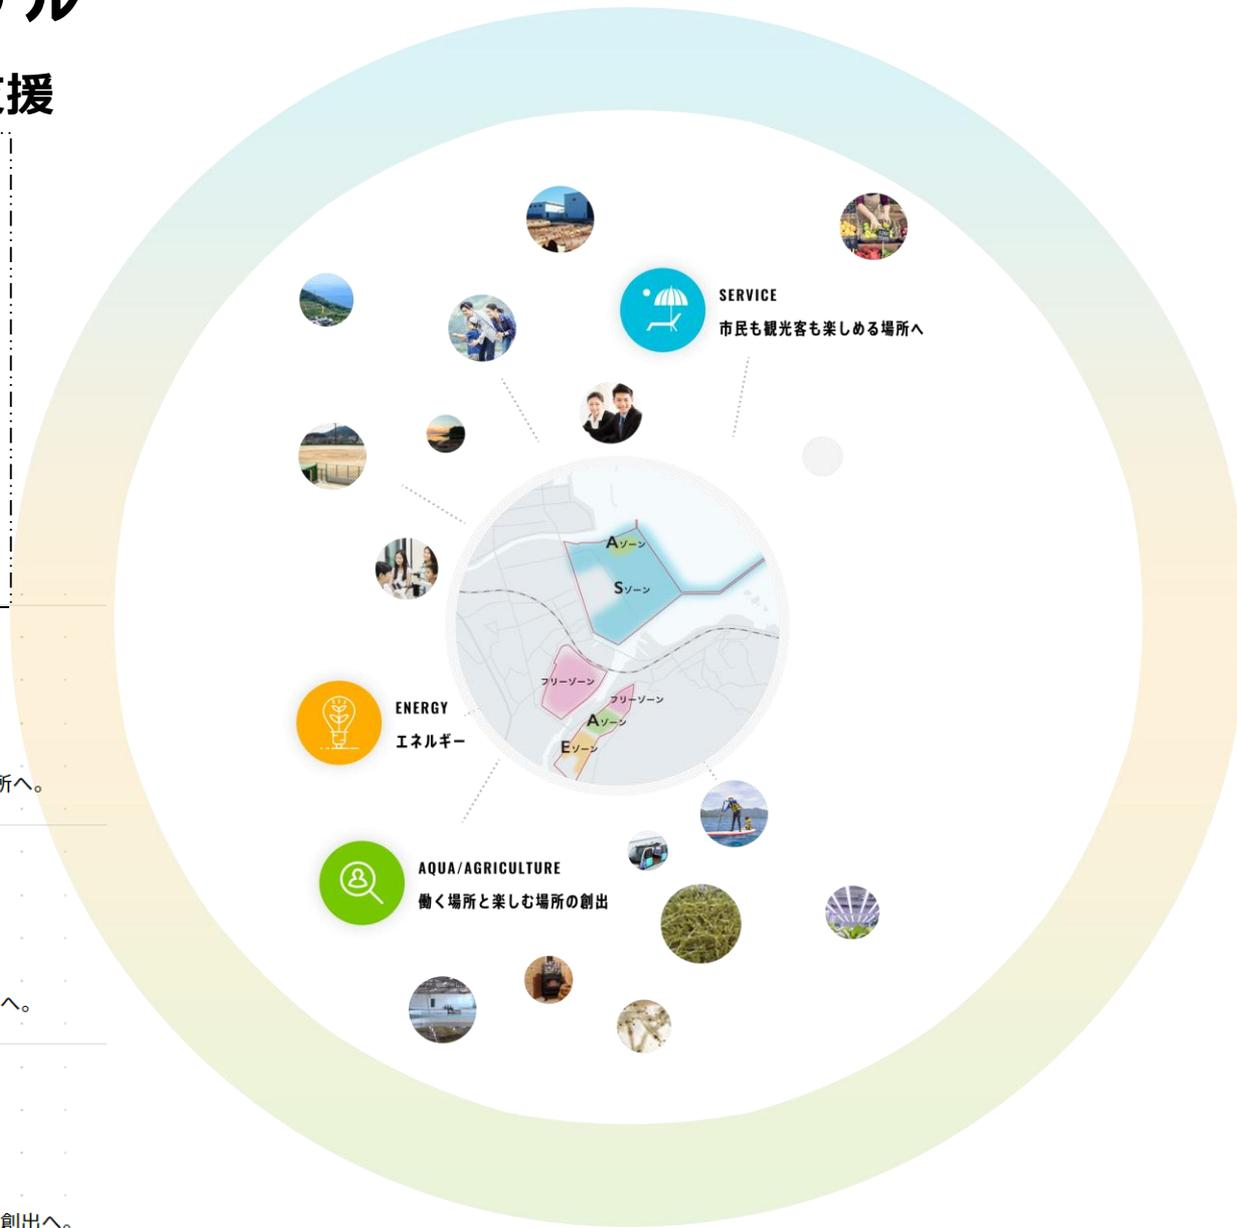 ル
支援
SERVICE
市民も観光客も楽しめる場所へ
Aゾーン
Sゾーン
フリーゾーン
フリーゾーン
Aゾーン
Eゾーン
ENERGY
エネルギー
所へ。
AQUA/AGRICULTURE
働く場所と楽しむ場所の創出
へ。
創出へ。